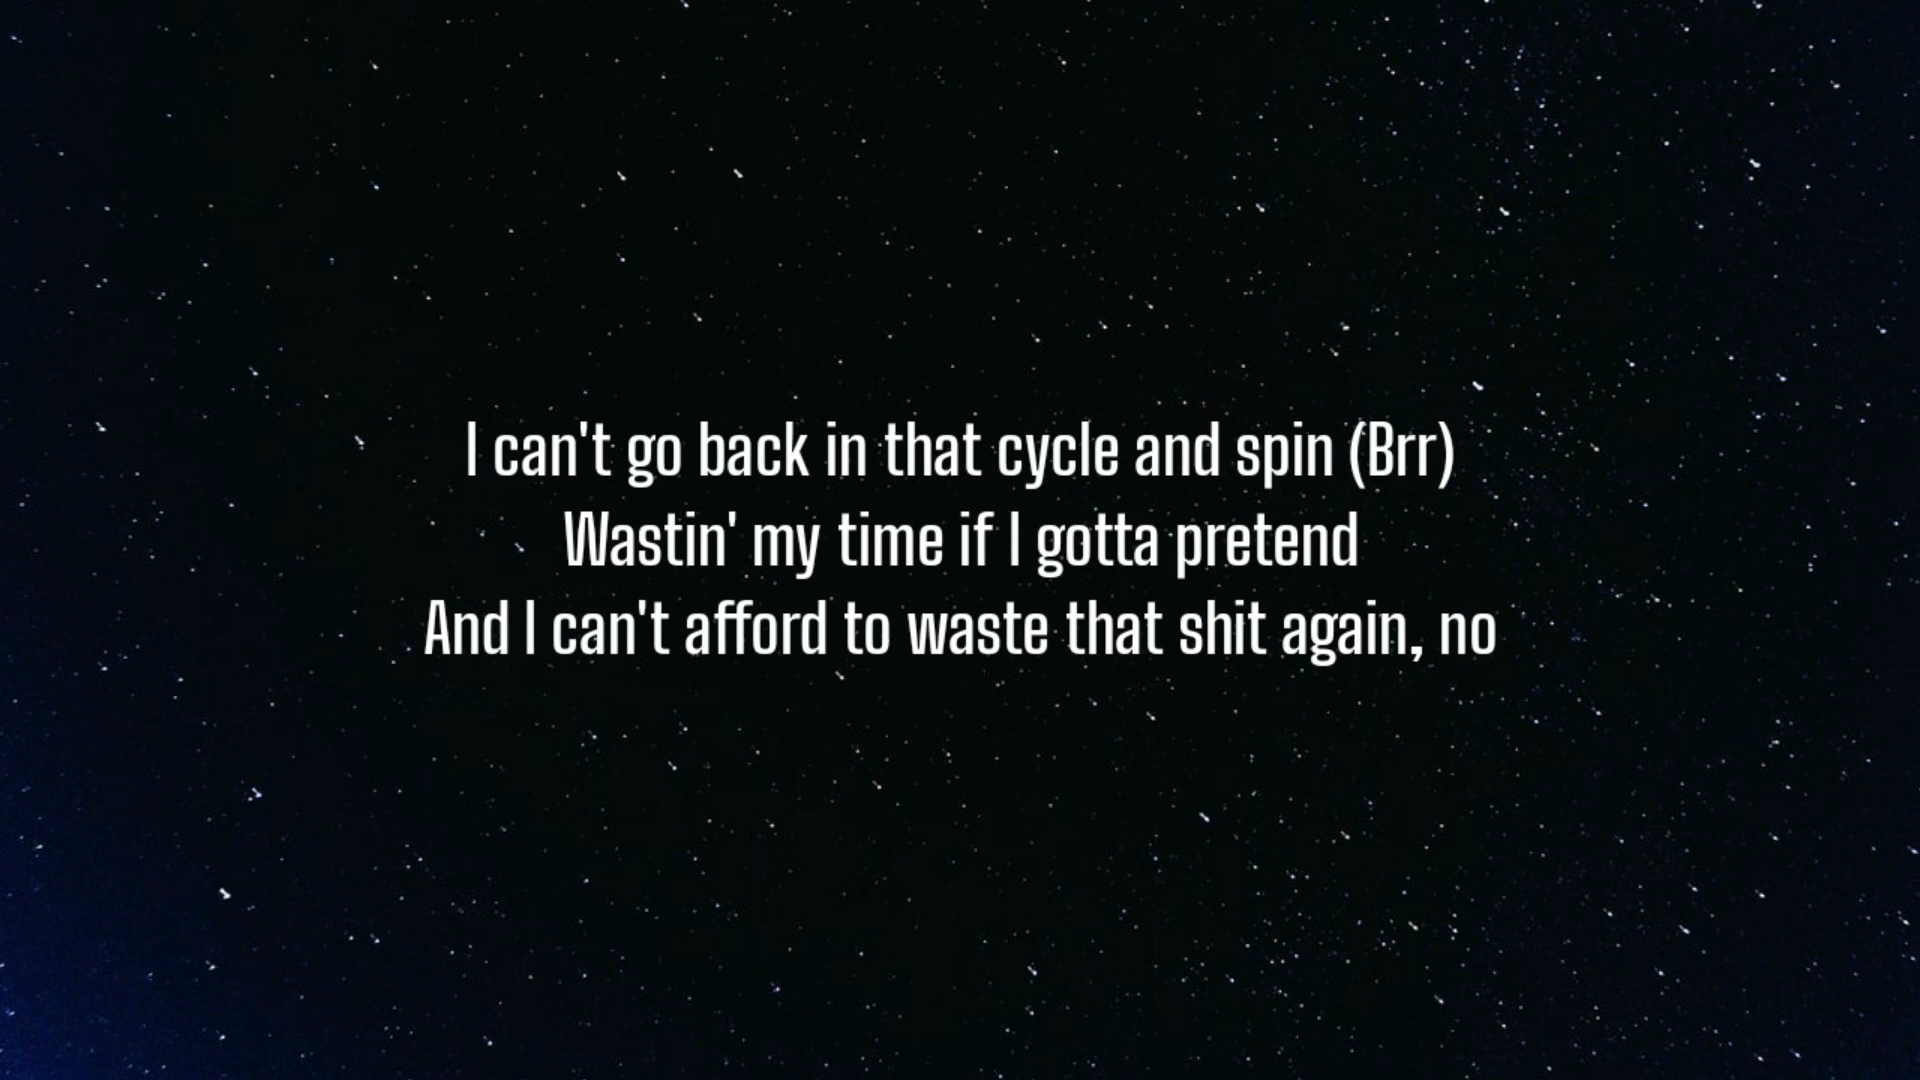 I can't go back in that cycle and spin (Brr)
Wastin' my time if I gotta pretend
And I can't afford to waste that shit again, no